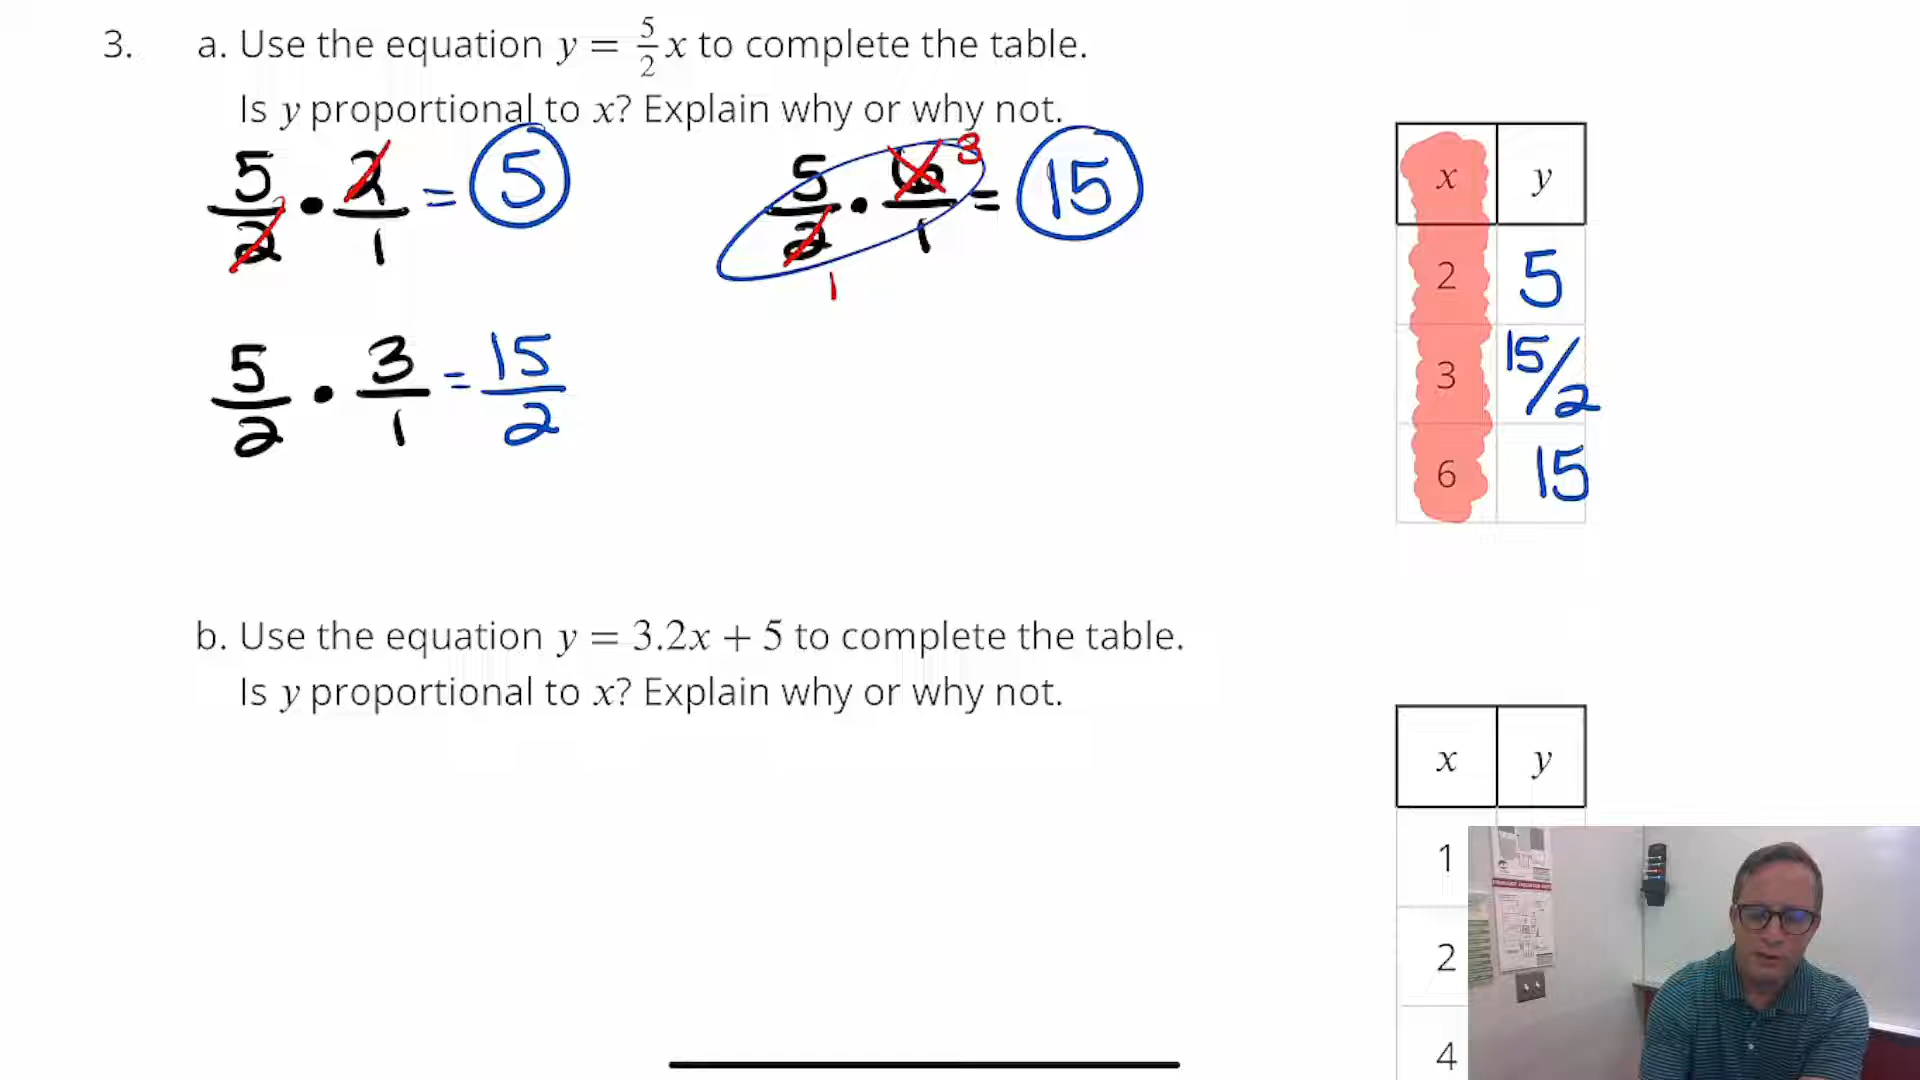 3. a. Use the equation y = 5/2 x to complete the table.
Is y proportional to x? Explain why or why not.
5/2 • 2/1 = 5
5/2 • 6/1 = 15
3
1
5/2 • 3/1 = 15/2
x y
2 5
3 15/2
6 15
b. Use the equation y = 3.2x + 5 to complete the table.
Is y proportional to x? Explain why or why not.
x y
1
2
4